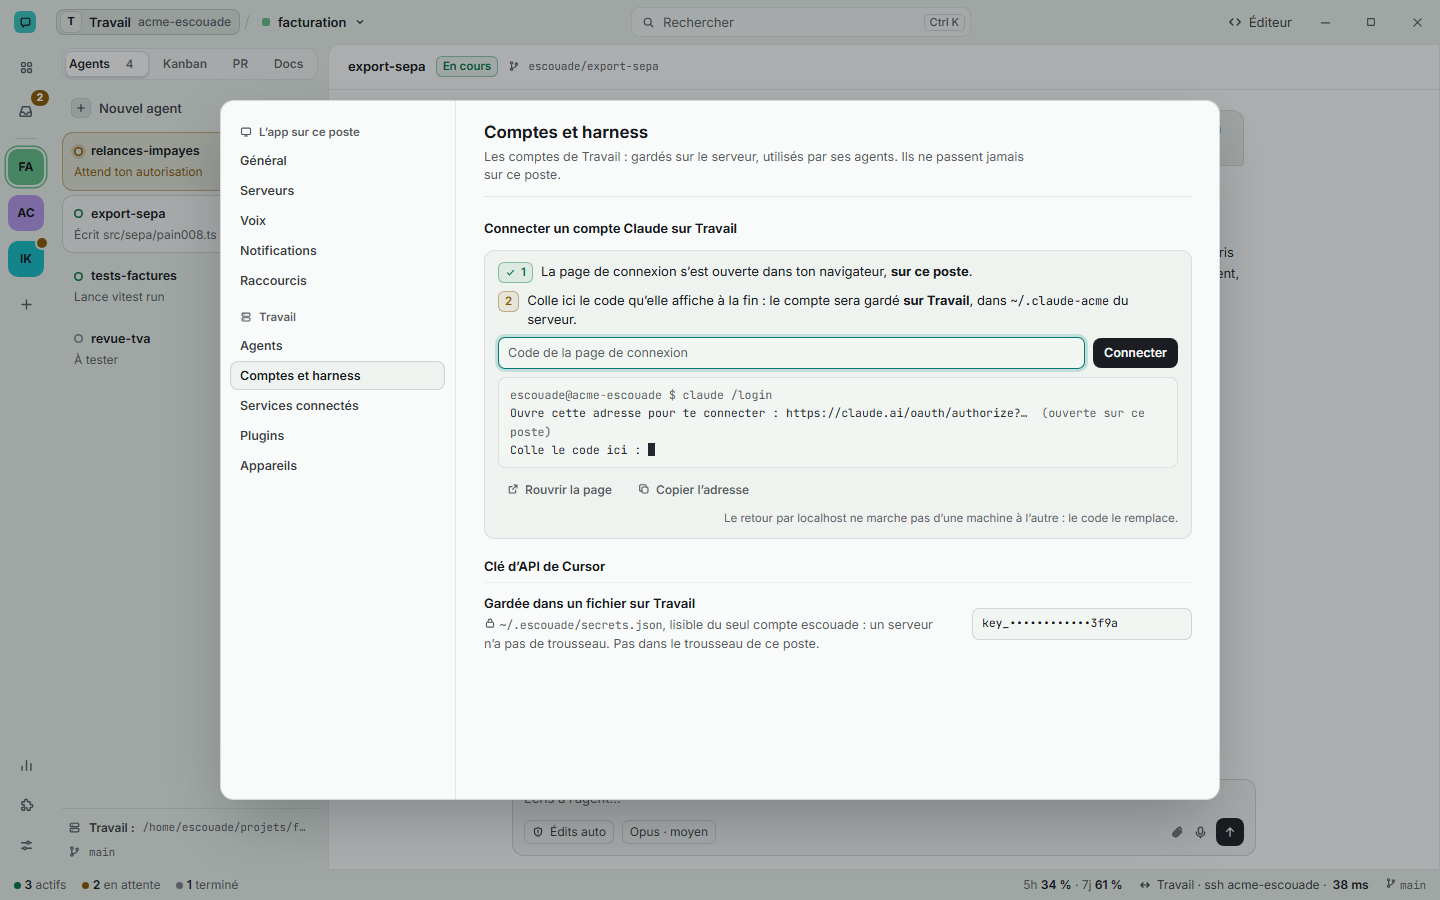 T Travail acme-escouade / facturation
Rechercher Ctrl K
Éditeur
Agents 4 Kanban PR Docs
export-sepa En cours escouade/export-sepa
2
Nouvel agent
FA
AC
IK
relances-impayes
Attend ton autorisation
export-sepa
Écrit src/sepa/pain008.ts
tests-factures
Lance vitest run
revue-tva
À tester
L’app sur ce poste
Général
Serveurs
Voix
Notifications
Raccourcis
Travail
Agents
Comptes et harness
Services connectés
Plugins
Appareils
Comptes et harness
Les comptes de Travail : gardés sur le serveur, utilisés par ses agents. Ils ne passent jamais
sur ce poste.
Connecter un compte Claude sur Travail
1 La page de connexion s’est ouverte dans ton navigateur, sur ce poste.
2 Colle ici le code qu’elle affiche à la fin : le compte sera gardé sur Travail, dans ~/.claude-acme du
serveur.
Code de la page de connexion
Connecter
escouade@acme-escouade $ claude /login
Ouvre cette adresse pour te connecter : https://claude.ai/oauth/authorize?… (ouverte sur ce
poste)
Colle le code ici :
Rouvrir la page Copier l’adresse
Le retour par localhost ne marche pas d’une machine à l’autre : le code le remplace.
Clé d’API de Cursor
Gardée dans un fichier sur Travail
~/.escouade/secrets.json, lisible du seul compte escouade : un serveur
n’a pas de trousseau. Pas dans le trousseau de ce poste.
key_••••••••••••3f9a
Travail : /home/escouade/projets/f…
main
Édits auto Opus · moyen
3 actifs 2 en attente 1 terminé
5h 34 % · 7j 61 % Travail · ssh acme-escouade · 38 ms main